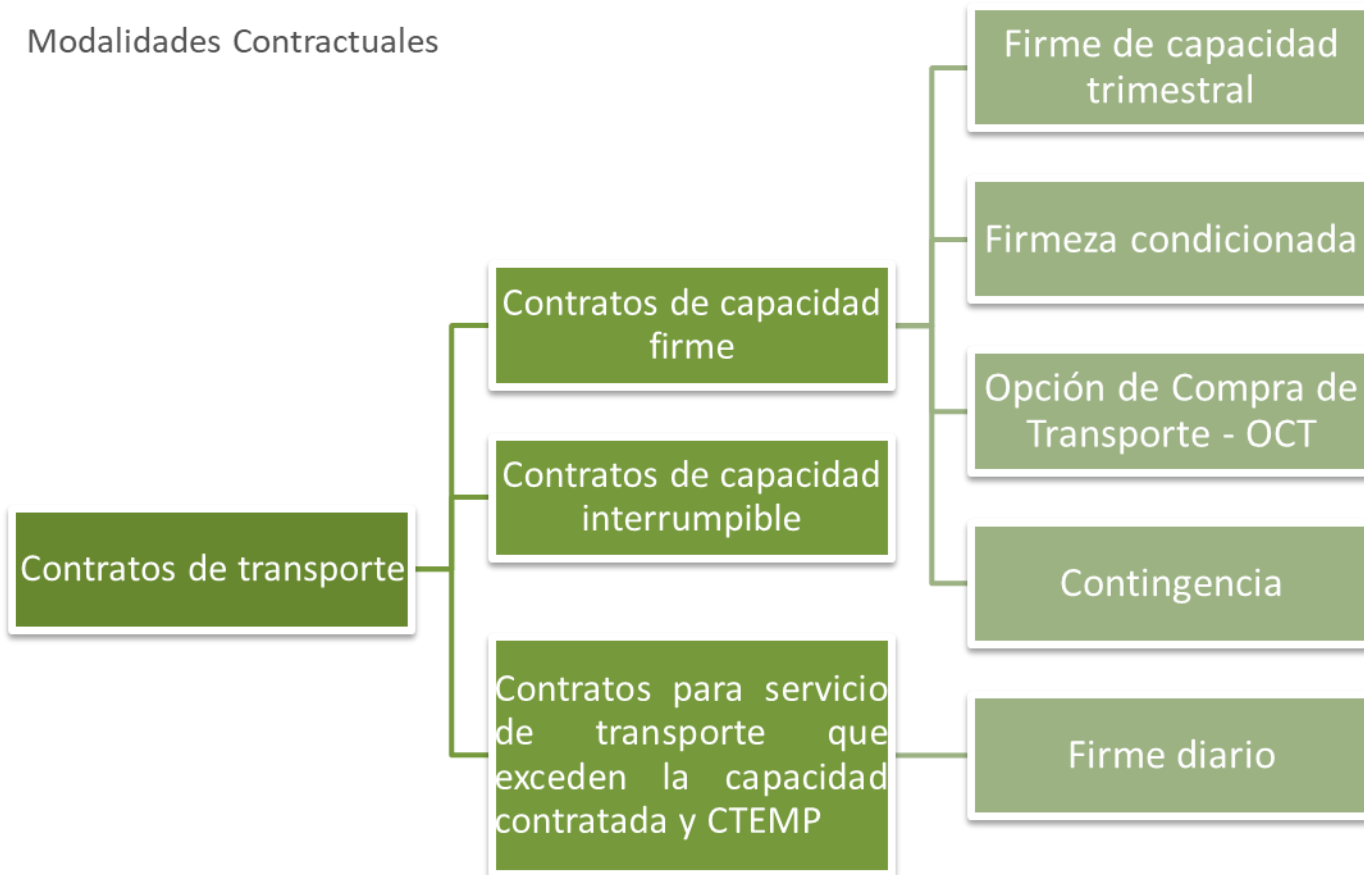 Modalidades Contractuales
Firme de capacidad
trimestral
Firmeza condicionada
Contratos de capacidad
firme
Opción de Compra de
Transporte - OCT
Contratos de capacidad
interrumpible
Contratos de transporte
Contingencia
Contratos para servicio
de transporte que
exceden la capacidad
contratada y CTEMP
Firme diario